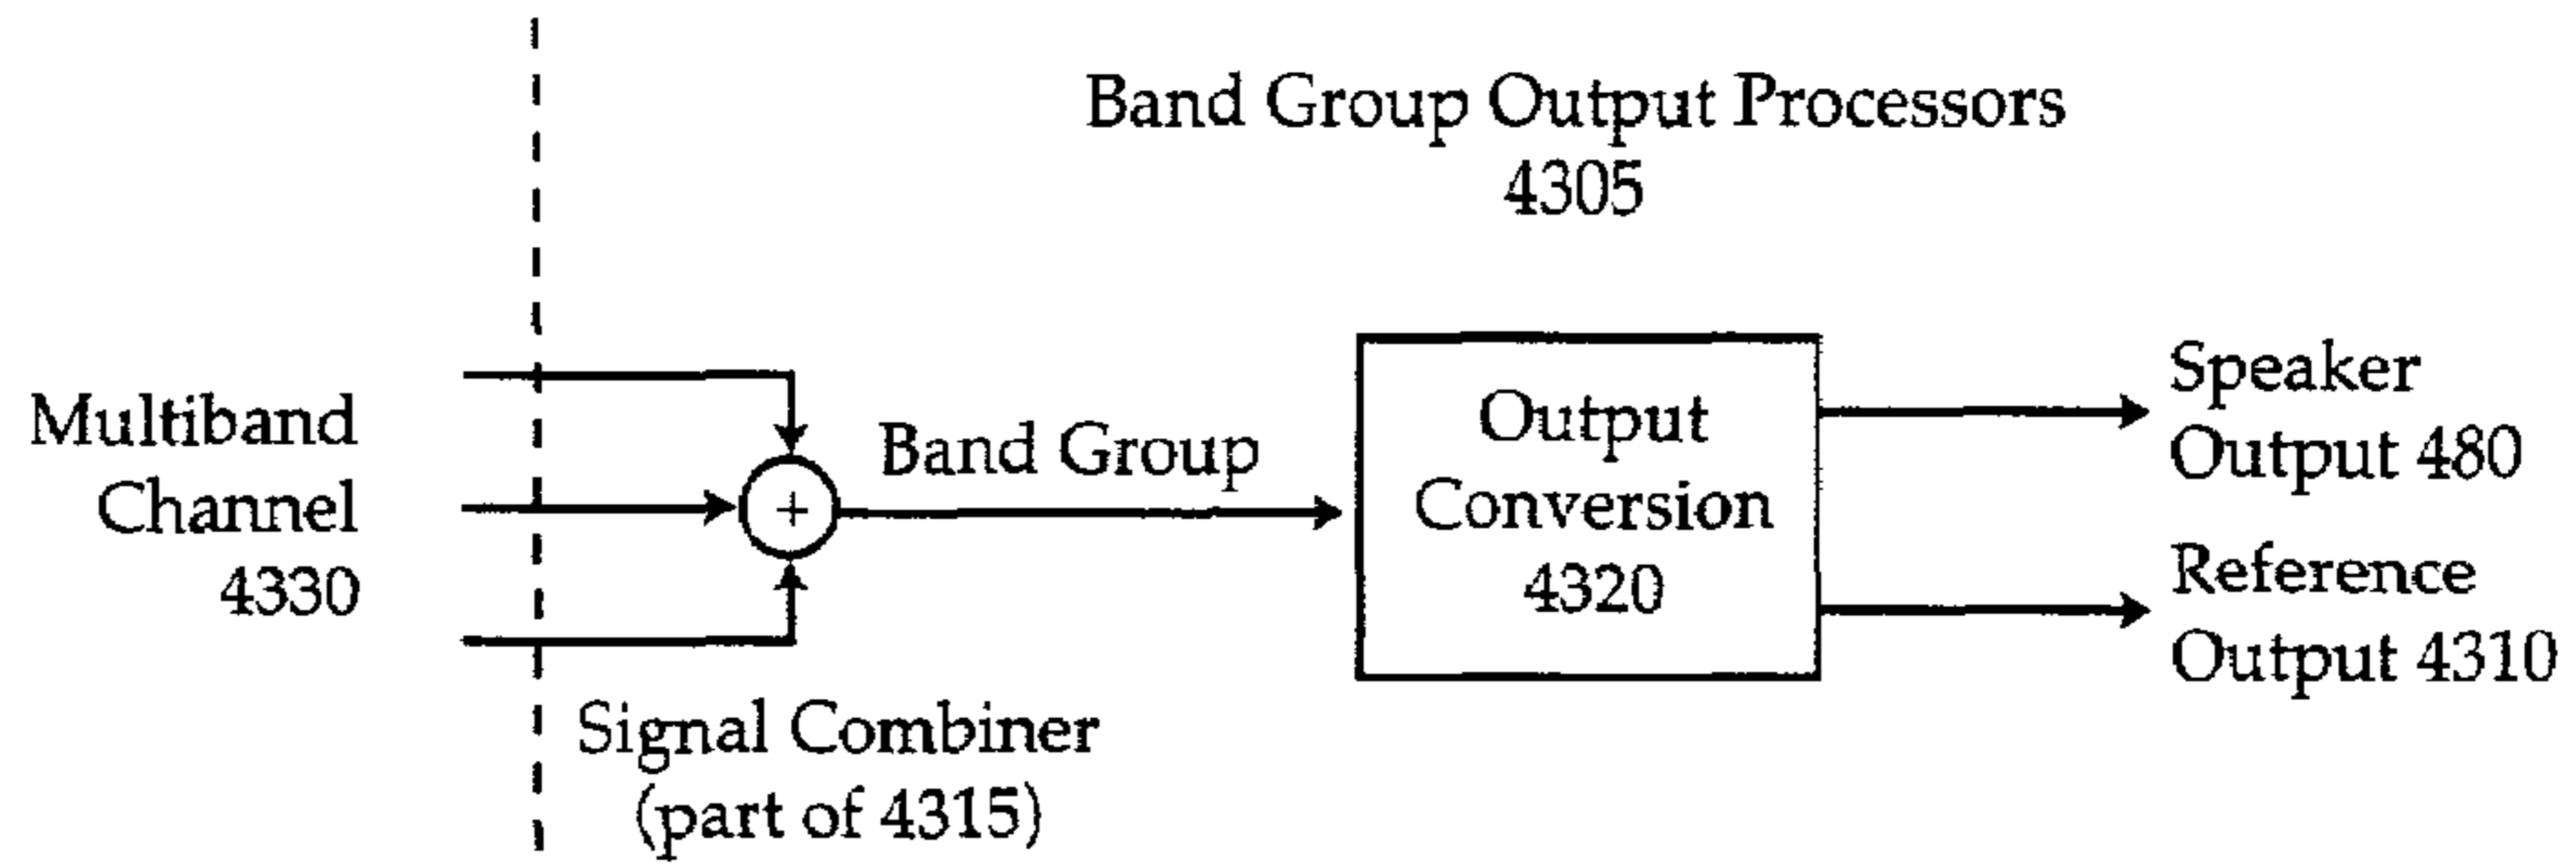 Band Group Output Processors
4305
Multiband
Channel
4330
+
Band Group
Output
Conversion
4320
Speaker
Output 480
Reference
Output 4310
Signal Combiner
(part of 4315)